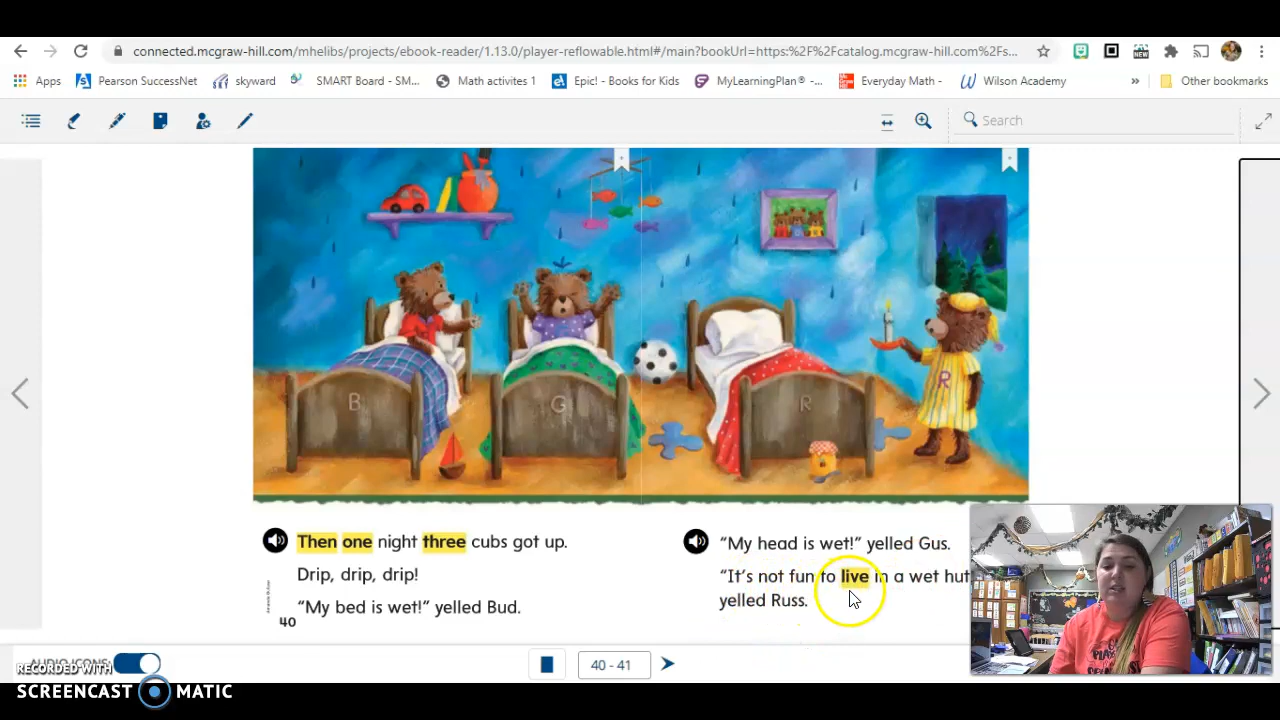 connected.mcgraw-hill.com/mhelibs/projects/ebook-reader/1.13.0/player-reflowable.html#/main?bookUrl=https:%2F%2Fcatalog.mcgraw-hill.com%2Fs...
Apps Pearson SuccessNet skyward SMART Board - SM... Math activites 1 Epic! - Books for Kids MyLearningPlan ®-... Everyday Math - Wilson Academy » Other bookmarks
Search
B G R R
Then one night three cubs got up.
Drip, drip, drip!
"My bed is wet!" yelled Bud.
40
"My head is wet!" yelled Gus.
"It's not fun to live in a wet hut
yelled Russ.
40 - 41
RECORDED WITH
SCREENCAST MATIC